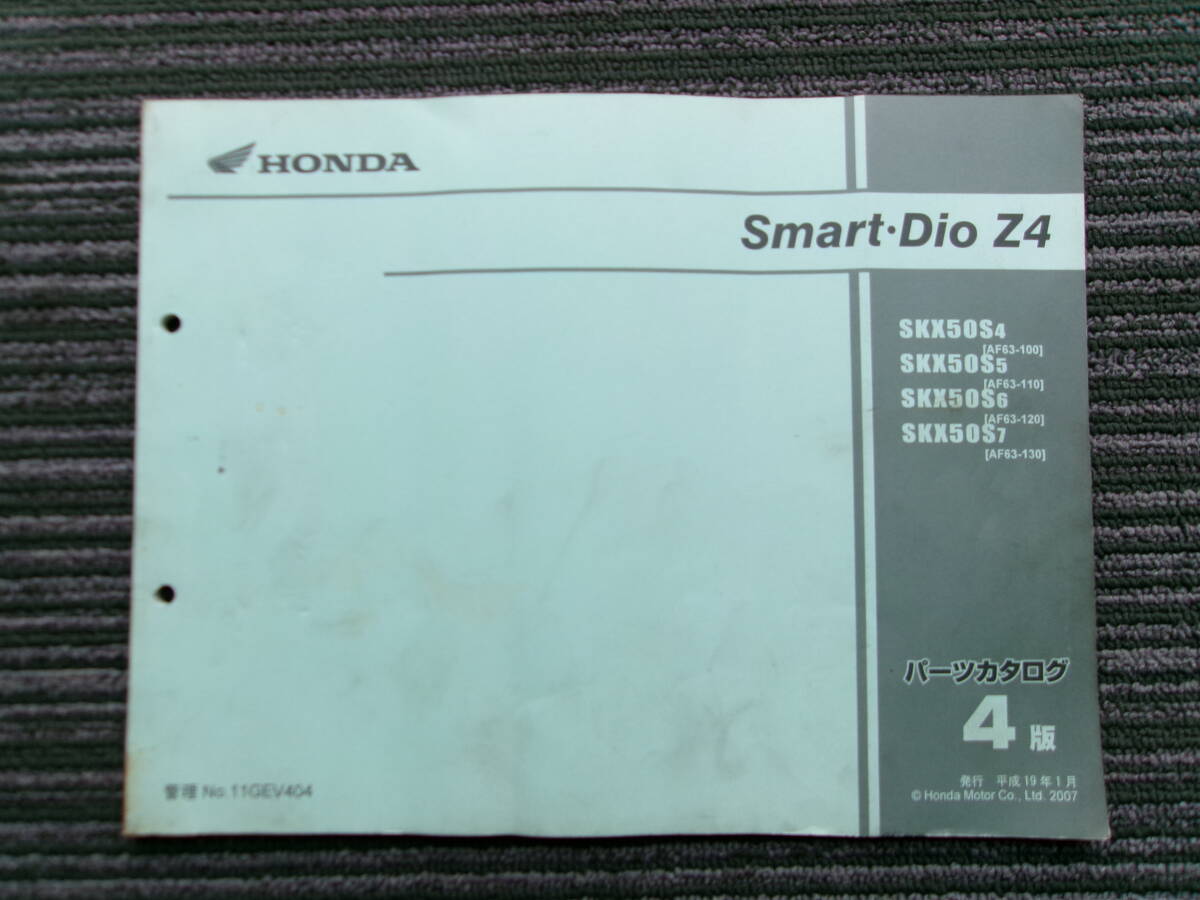 HONDA
Smart·Dio Z4
SKX50S4
[AF63-100]
SKX50S5
[AF63-110]
SKX50S6
[AF63-120]
SKX50S7
[AF63-130]
パーツカタログ
4版
発行 平成19年1月
© Honda Motor Co., Ltd. 2007
管理 No.11GEV404